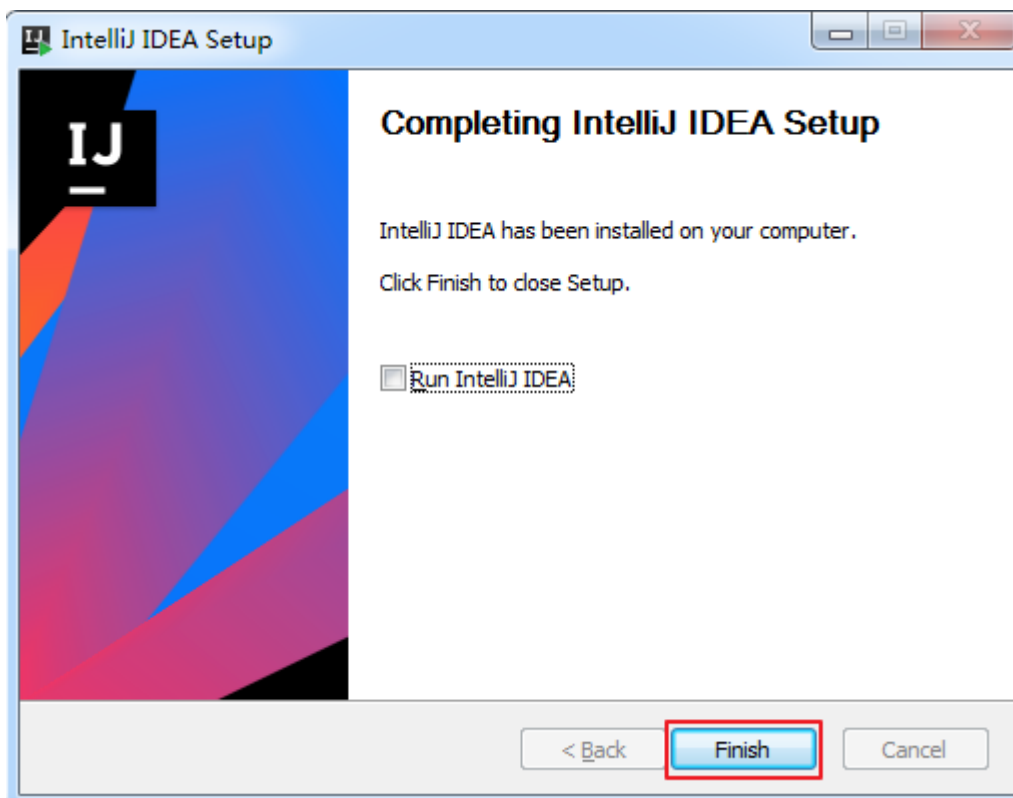 IntelliJ IDEA Setup
IJ
Completing IntelliJ IDEA Setup
IntelliJ IDEA has been installed on your computer.
Click Finish to close Setup.
Run IntelliJ IDEA
< Back Finish Cancel